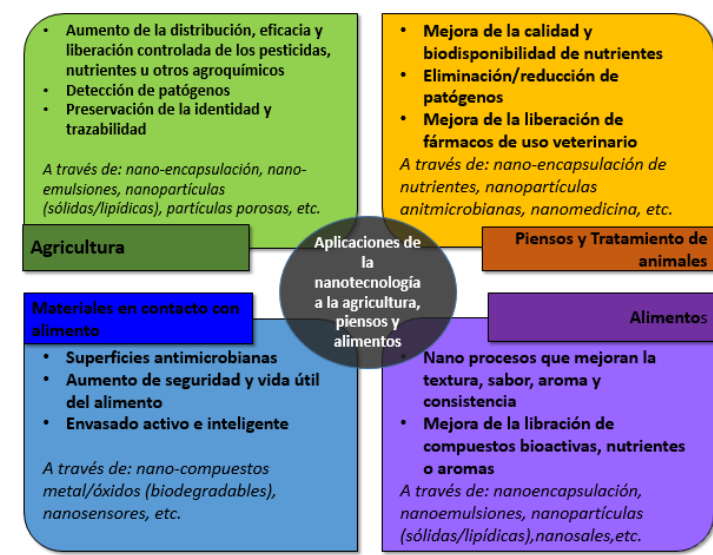 • Aumento de la distribución, eficacia y
liberación controlada de los pesticidas,
nutrientes u otros agroquímicos
• Detección de patógenos
• Preservación de la identidad y
trazabilidad
A través de: nano-encapsulación, nano-
emulsiones, nanopartículas
(sólidas/lipídicas), partículas porosas, etc.
Agricultura
• Mejora de la calidad y
biodisponibilidad de nutrientes
• Eliminación/reducción de
patógenos
• Mejora de la liberación de
fármacos de uso veterinario
A través de: nano-encapsulación de
nutrientes, nanopartículas
anitmicrobianas, nanomedicina, etc.
Piensos y Tratamiento de
animales
Aplicaciones de
la
nanotecnología
a la agricultura,
piensos y
alimentos
Materiales en contacto con
alimento
• Superficies antimicrobianas
• Aumento de seguridad y vida útil
del alimento
• Envasado activo e inteligente
A través de: nano-compuestos
metal/óxidos (biodegradables),
nanosensores, etc.
Alimentos
• Nano procesos que mejoran la
textura, sabor, aroma y
consistencia
• Mejora de la libración de
compuestos bioactivas, nutrientes
o aromas
A través de: nanoencapsulación,
nanoemulsiones, nanopartículas
(sólidas/lipídicas),nanosales,etc.